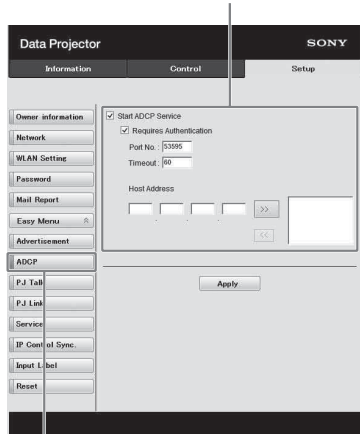 Data Projector
SONY
Information
Control
Setup
Owner information
Network
WLAN Setting
Password
Mail Report
Easy Menu
Advertisement
ADCP
PJ Talk
PJ Link
Service
IP Control Sync.
Input Label
Reset
Start ADCP Service
Requires Authentication
Port No.: 53595
Timeout: 60
Host Address
. . .
>>
<<
Apply